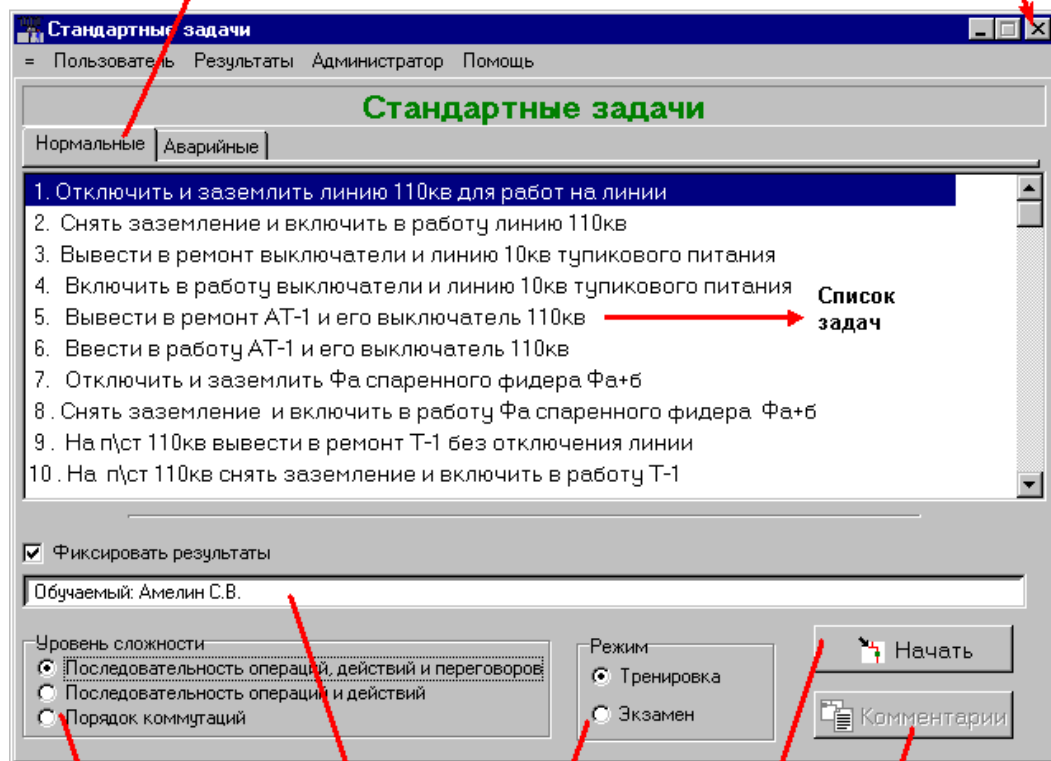 Стандартные задачи
= Пользователь Результаты Администратор Помощь
Стандартные задачи
Нормальные Аварийные
1. Отключить и заземлить линию 110кв для работ на линии
2. Снять заземление и включить в работу линию 110кв
3. Вывести в ремонт выключатели и линию 10кв тупикового питания
4. Включить в работу выключатели и линию 10кв тупикового питания
5. Вывести в ремонт АТ-1 и его выключатель 110кв
Список
задач
6. Ввести в работу АТ-1 и его выключатель 110кв
7. Отключить и заземлить Фа спаренного фидера Фа+б
8. Снять заземление и включить в работу Фа спаренного фидера Фа+б
9. На п\ст 110кв вывести в ремонт Т-1 без отключения линии
10. На п\ст 110кв снять заземление и включить в работу Т-1
Фиксировать результаты
Обучаемый: Амелин С.В.
Уровень сложности
Последовательность операций, действий и переговоров
Последовательность операций и действий
Порядок коммутаций
Режим
Тренировка
Экзамен
Начать
Комментарии